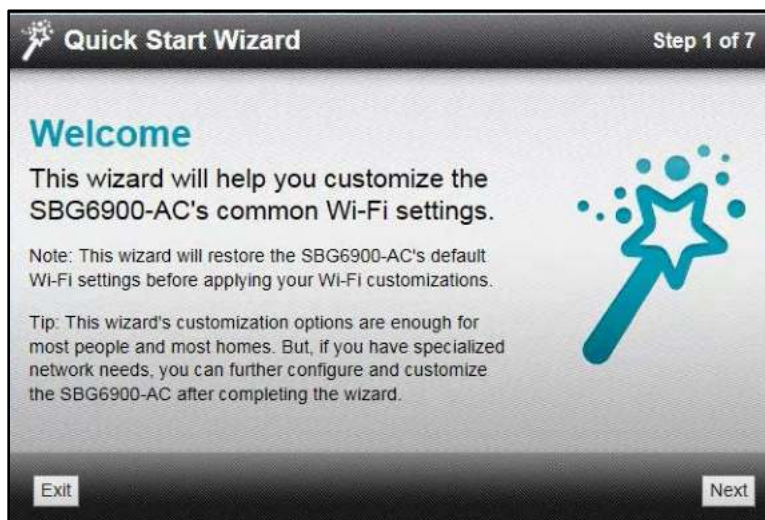 Quick Start Wizard
Step 1 of 7
Welcome
This wizard will help you customize the
SBG6900-AC's common Wi-Fi settings.
Note: This wizard will restore the SBG6900-AC's default
Wi-Fi settings before applying your Wi-Fi customizations.
Tip: This wizard's customization options are enough for
most people and most homes. But, if you have specialized
network needs, you can further configure and customize
the SBG6900-AC after completing the wizard.
Exit
Next